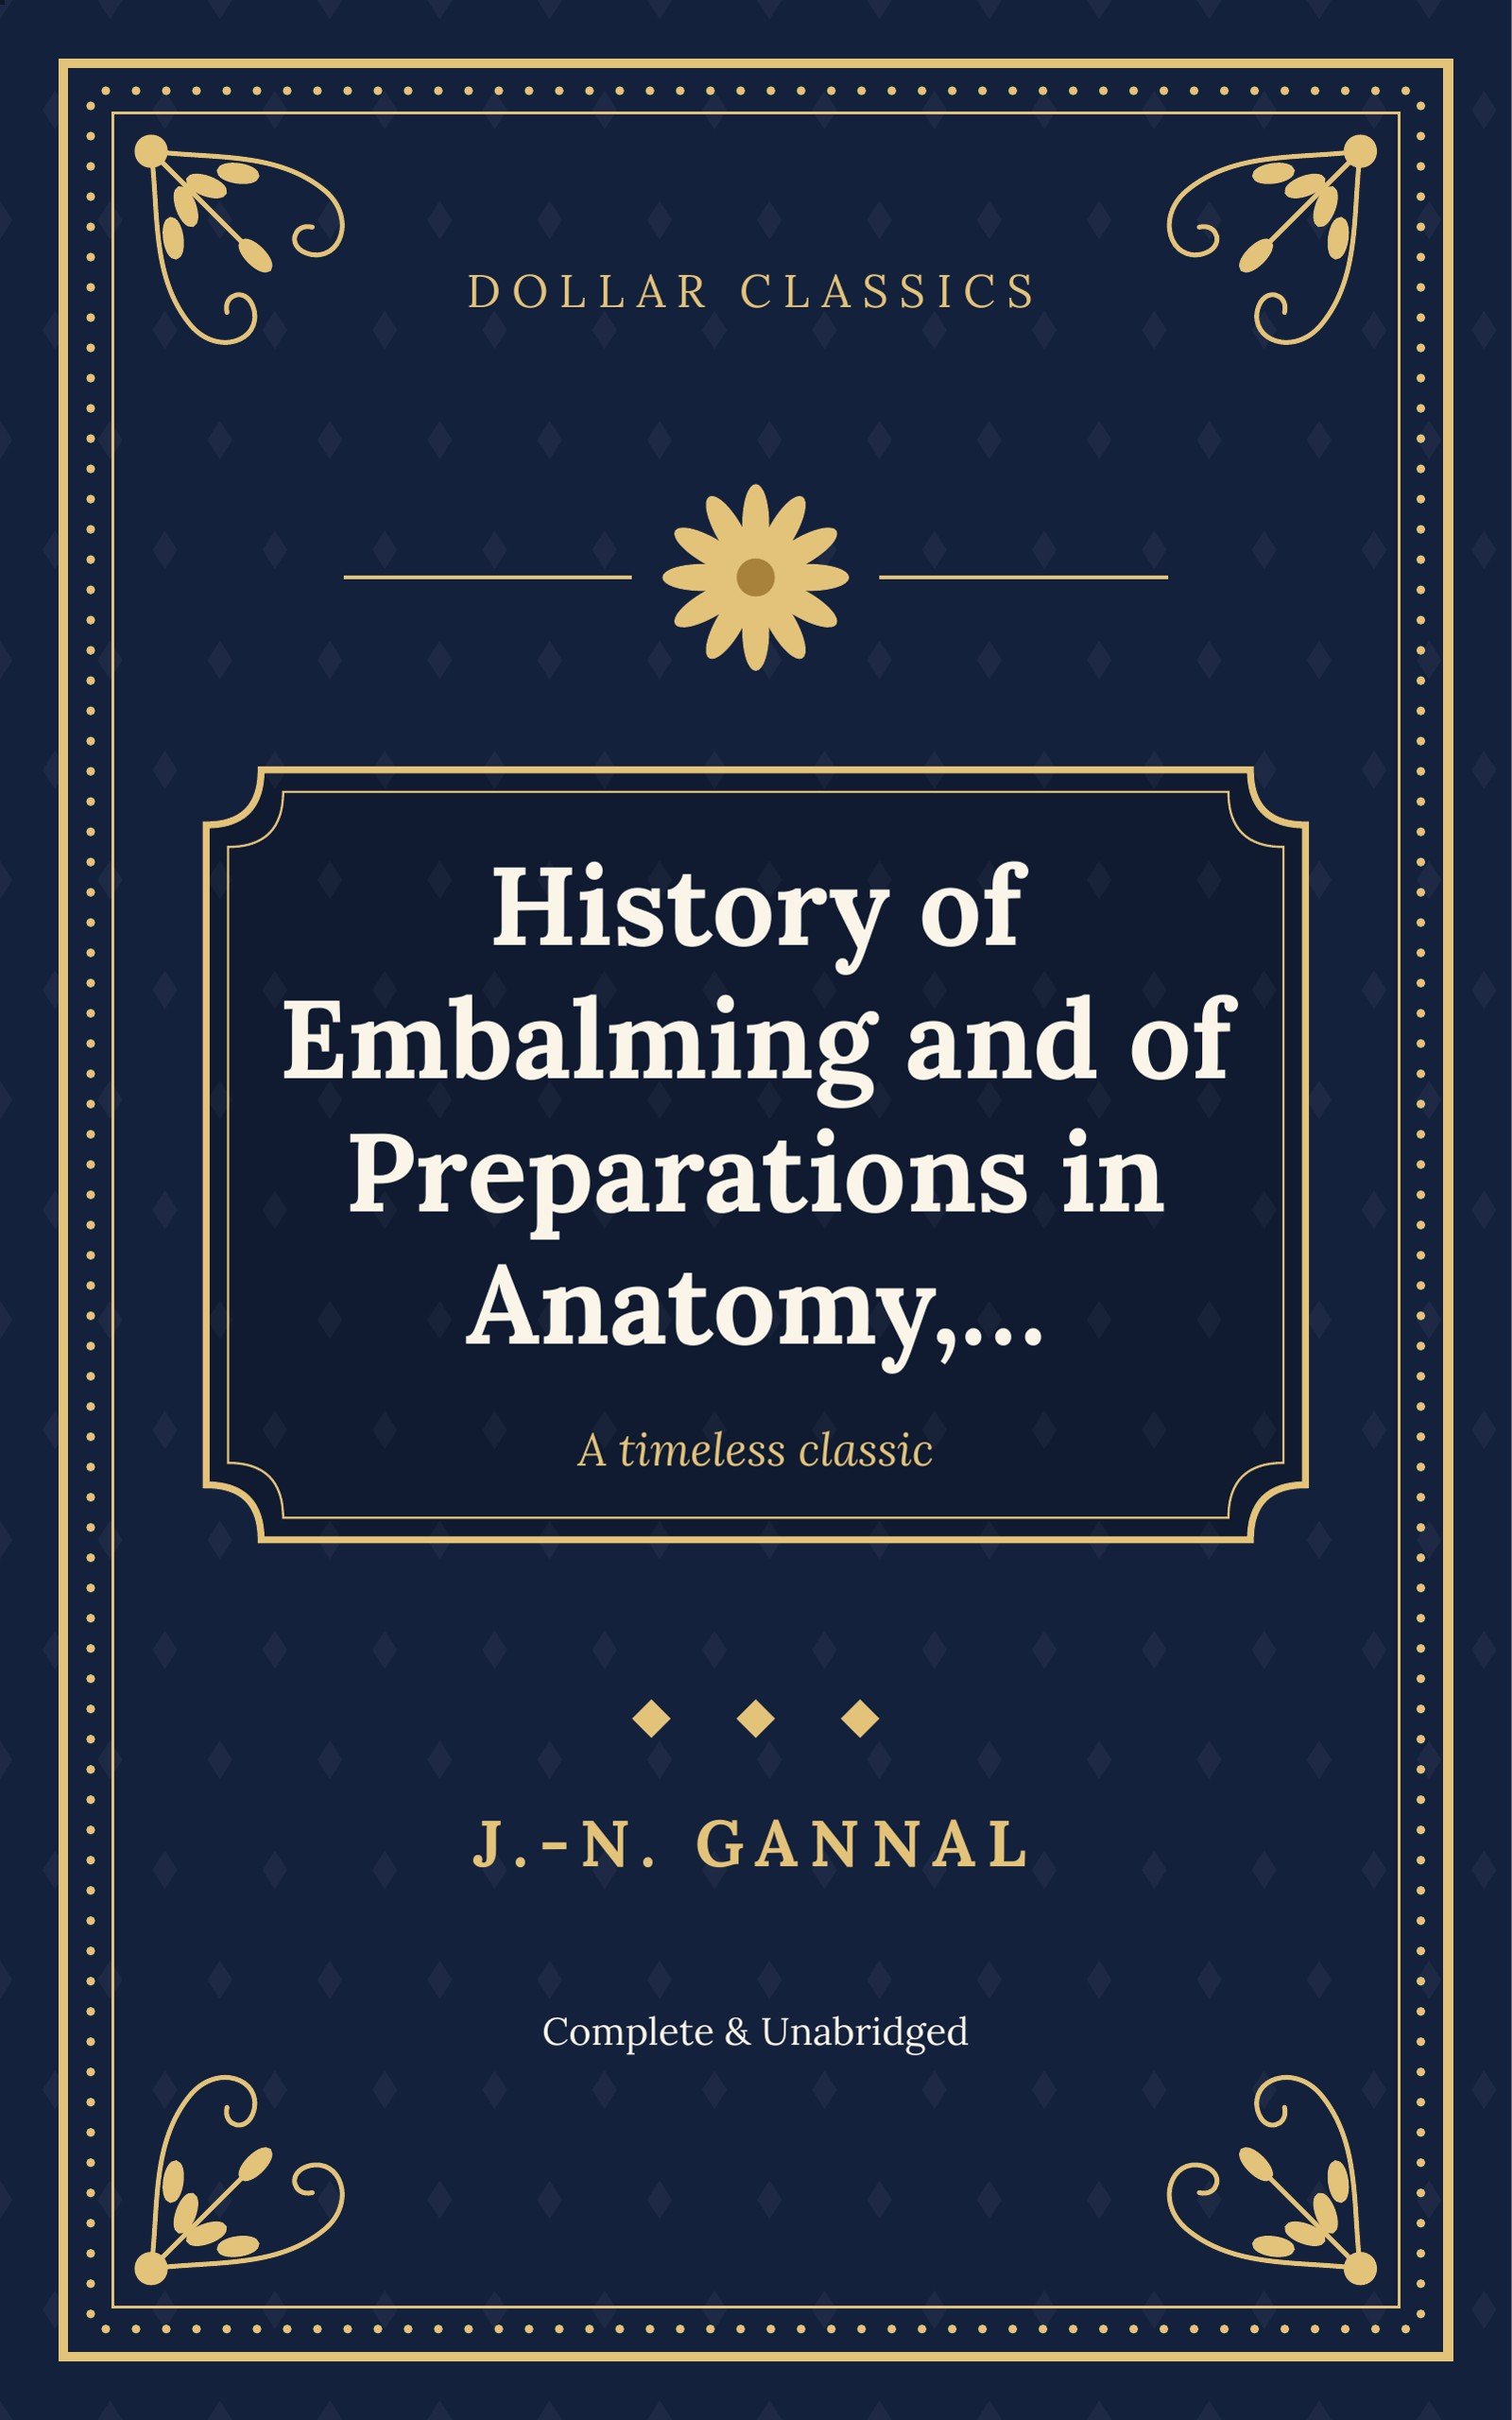 DOLLAR CLASSICS
History of
Embalming and of
Preparations in
Anatomy,...
A timeless classic
J.-N. GANNAL
Complete & Unabridged